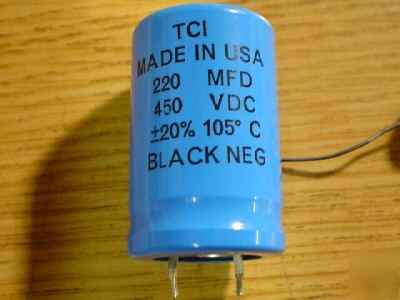 TCI
MADE IN USA
220 MFD
450 VDC
±20% 105° C
BLACK NEG